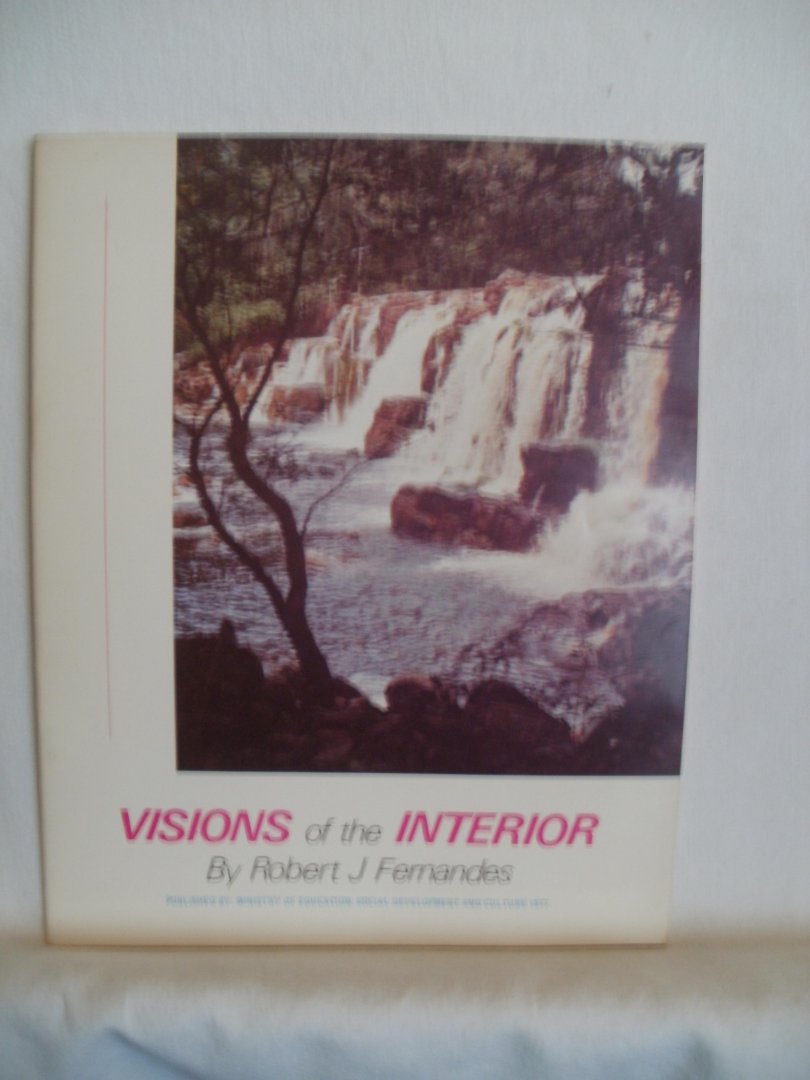 VISIONS of the INTERIOR
By Robert J Fernandes
PUBLISHED BY: MINISTRY OF EDUCATION, SOCIAL DEVELOPMENT AND CULTURE 1977